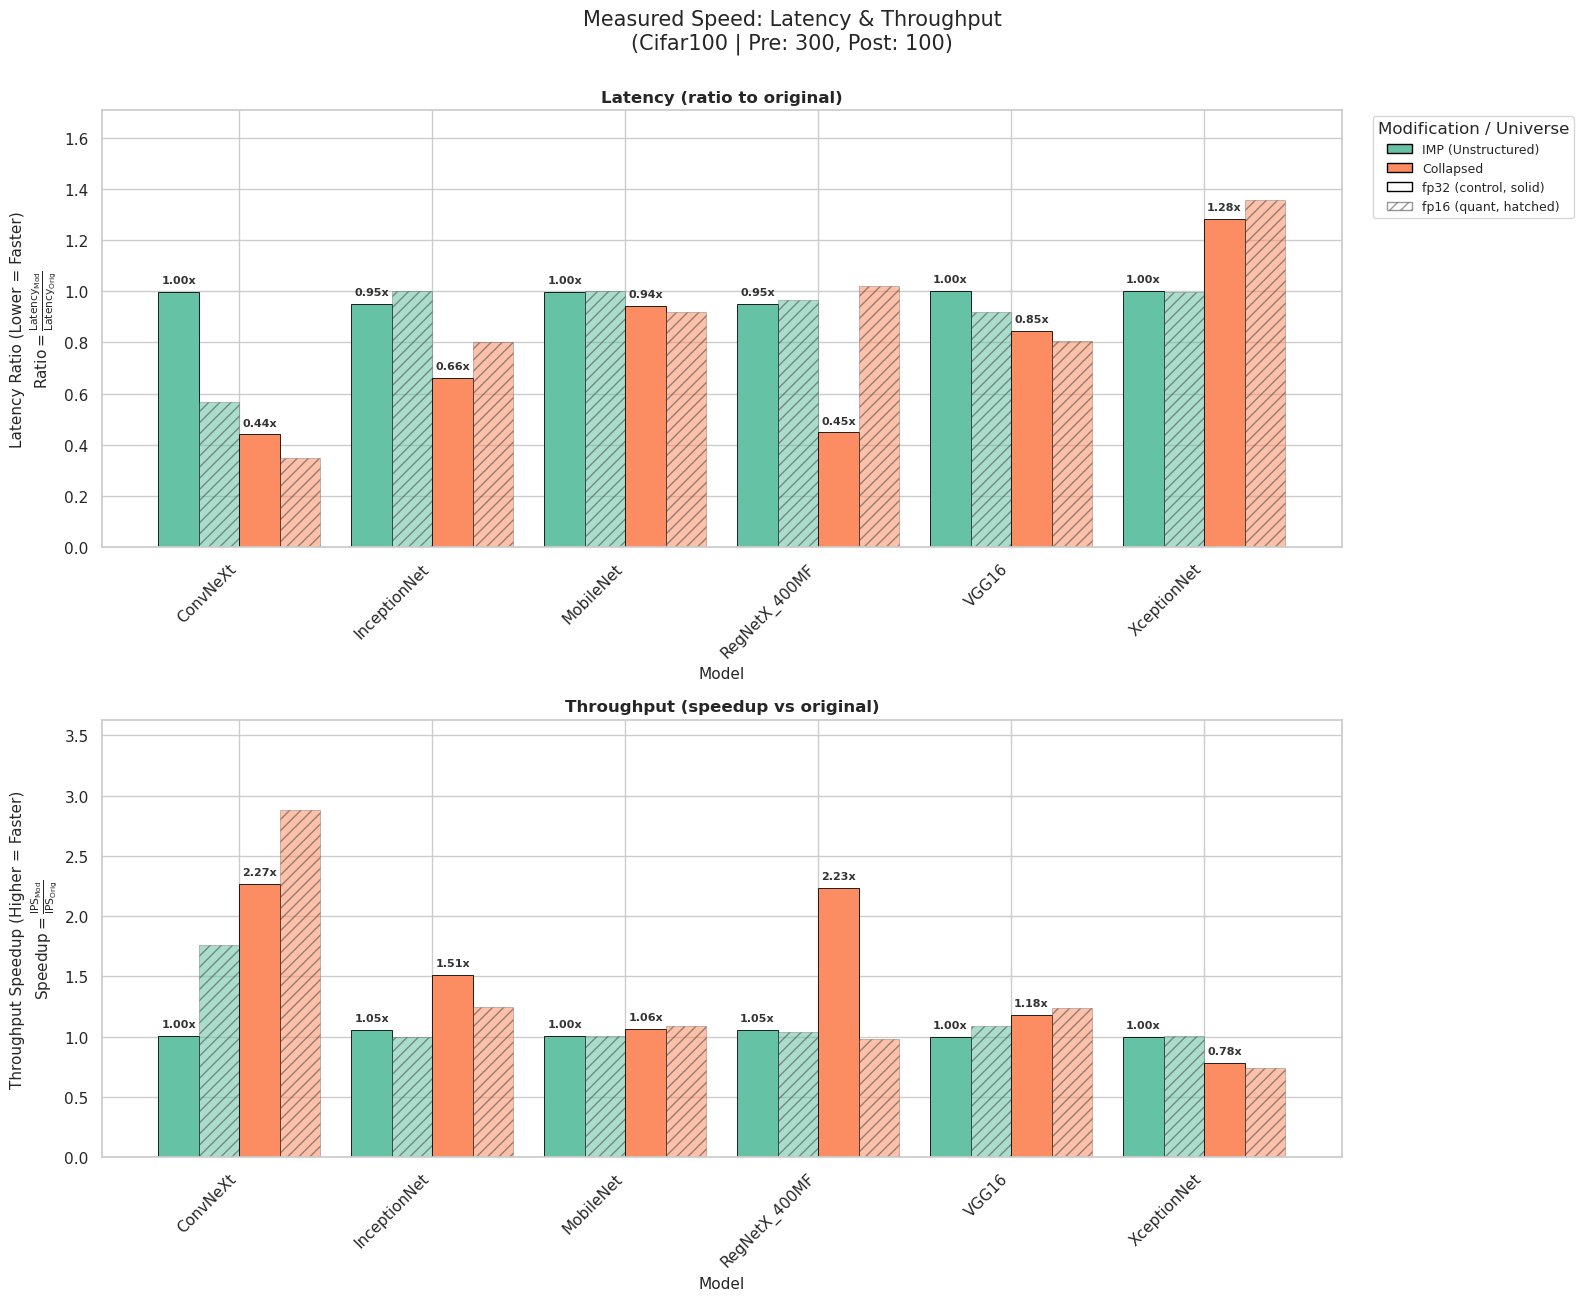 Measured Speed: Latency & Throughput
(Cifar100 | Pre: 300, Post: 100)
Latency (ratio to original)
Latency Ratio (Lower = Faster)
Ratio = Latency_Mod / Latency_Orig
1.6
1.4
1.2
1.0
0.8
0.6
0.4
0.2
0.0
1.00x
0.44x
0.95x
0.66x
1.00x
0.94x
0.95x
0.45x
1.00x
0.85x
1.00x
1.28x
ConvNeXt
InceptionNet
MobileNet
RegNetX_400MF
VGG16
XceptionNet
Model
Modification / Universe
IMP (Unstructured)
Collapsed
fp32 (control, solid)
fp16 (quant, hatched)
Throughput (speedup vs original)
Throughput Speedup (Higher = Faster)
Speedup = IPS_Mod / IPS_Orig
3.5
3.0
2.5
2.0
1.5
1.0
0.5
0.0
1.00x
2.27x
1.05x
1.51x
1.00x
1.06x
1.05x
2.23x
1.00x
1.18x
1.00x
0.78x
ConvNeXt
InceptionNet
MobileNet
RegNetX_400MF
VGG16
XceptionNet
Model